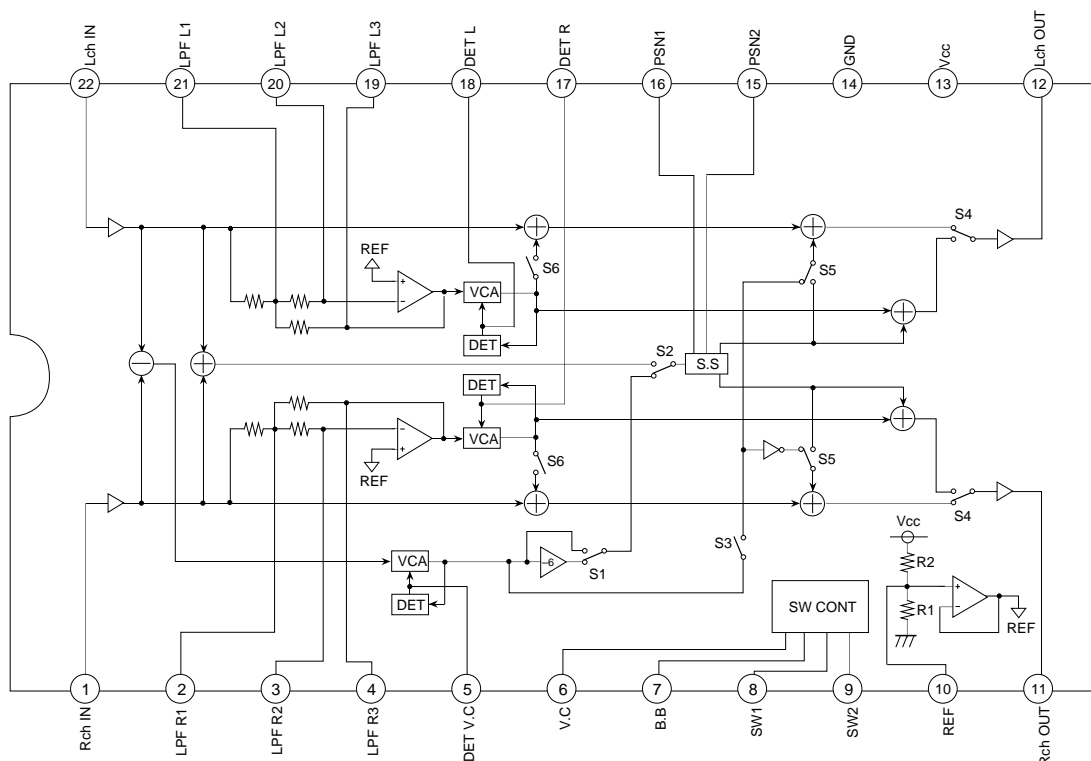 Lch IN
LPF L1
LPF L2
LPF L3
DET L
DET R
PSN1
PSN2
GND
Vcc
Lch OUT
22
21
20
19
18
17
16
15
14
13
12
S4
REF
S6
S5
+
−
VCA
DET
S2
S.S
DET
−
+
VCA
REF
S6
S5
S4
S3
Vcc
R2
VCA
−6
S1
DET
SW CONT
+
−
R1
REF
1
2
3
4
5
6
7
8
9
10
11
Rch IN
LPF R1
LPF R2
LPF R3
DET V.C
V.C
B.B
SW1
SW2
REF
Rch OUT